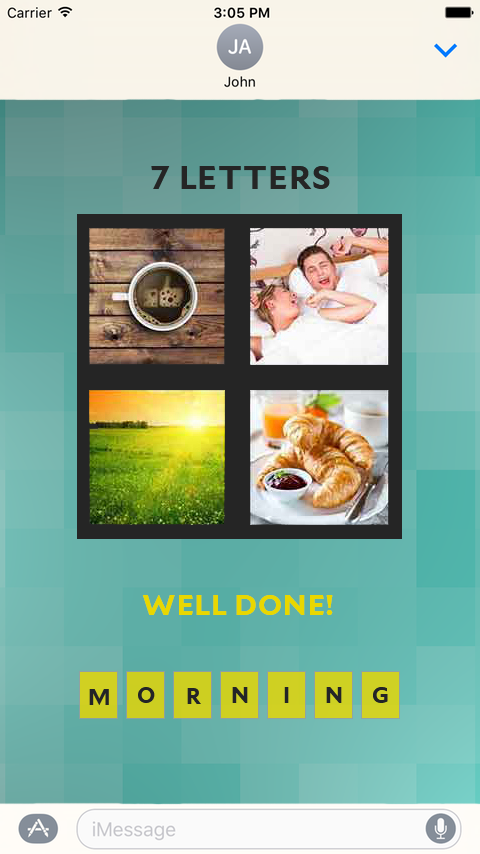 Carrier 3:05 PM
JA
John
7 LETTERS
WELL DONE!
M O R N I N G
iMessage